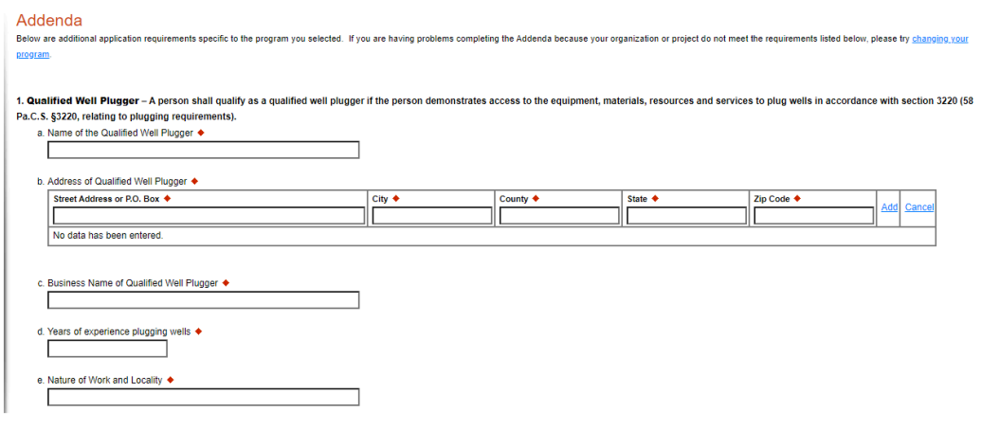 Addenda
Below are additional application requirements specific to the program you selected. If you are having problems completing the Addenda because your organization or project do not meet the requirements listed below, please try changing your
program.
1. Qualified Well Plugger – A person shall qualify as a qualified well plugger if the person demonstrates access to the equipment, materials, resources and services to plug wells in accordance with section 3220 (58
Pa.C.S. §3220, relating to plugging requirements).
a. Name of the Qualified Well Plugger ◆
b. Address of Qualified Well Plugger ◆
Street Address or P.O. Box ◆ City ◆ County ◆ State ◆ Zip Code ◆ Add Cancel
No data has been entered.
c. Business Name of Qualified Well Plugger ◆
d. Years of experience plugging wells ◆
e. Nature of Work and Locality ◆